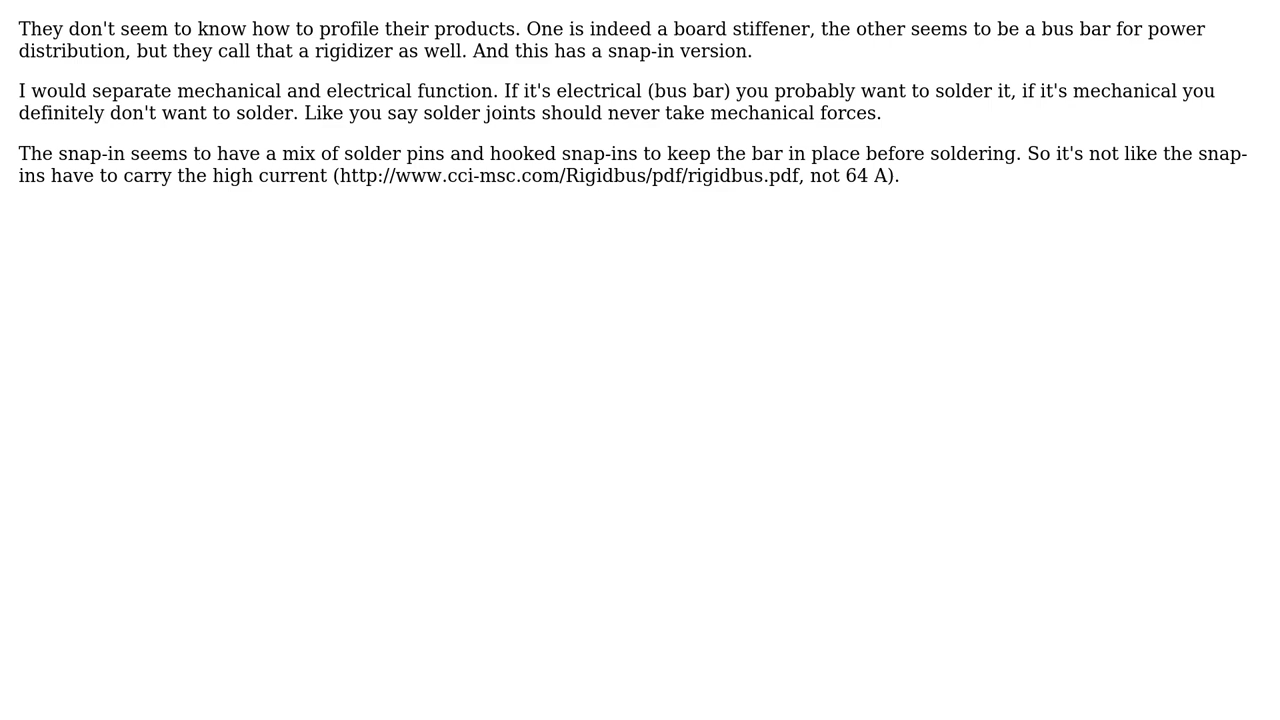 They don't seem to know how to profile their products. One is indeed a board stiffener, the other seems to be a bus bar for power
distribution, but they call that a rigidizer as well. And this has a snap-in version.
I would separate mechanical and electrical function. If it's electrical (bus bar) you probably want to solder it, if it's mechanical you
definitely don't want to solder. Like you say solder joints should never take mechanical forces.
The snap-in seems to have a mix of solder pins and hooked snap-ins to keep the bar in place before soldering. So it's not like the snap-
ins have to carry the high current (http://www.cci-msc.com/Rigidbus/pdf/rigidbus.pdf, not 64 A).